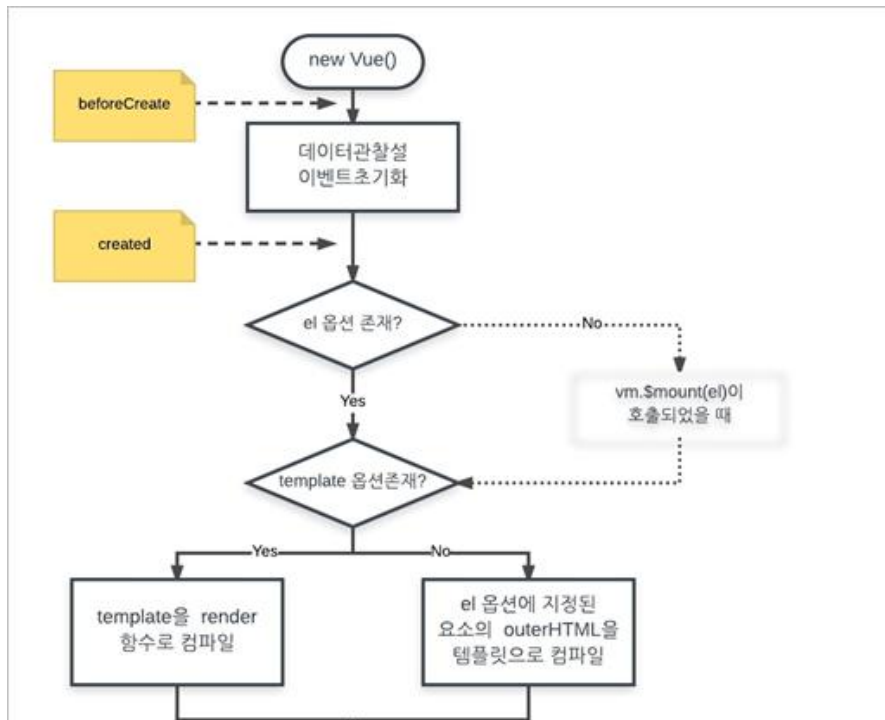 new Vue()
beforeCreate
데이터관찰설
이벤트초기화
created
el 옵션 존재?
No
vm.$mount(el)이
호출되었을 때
Yes
template 옵션존재?
Yes
No
template을 render
함수로 컴파일
el 옵션에 지정된
요소의 outerHTML을
템플릿으로 컴파일